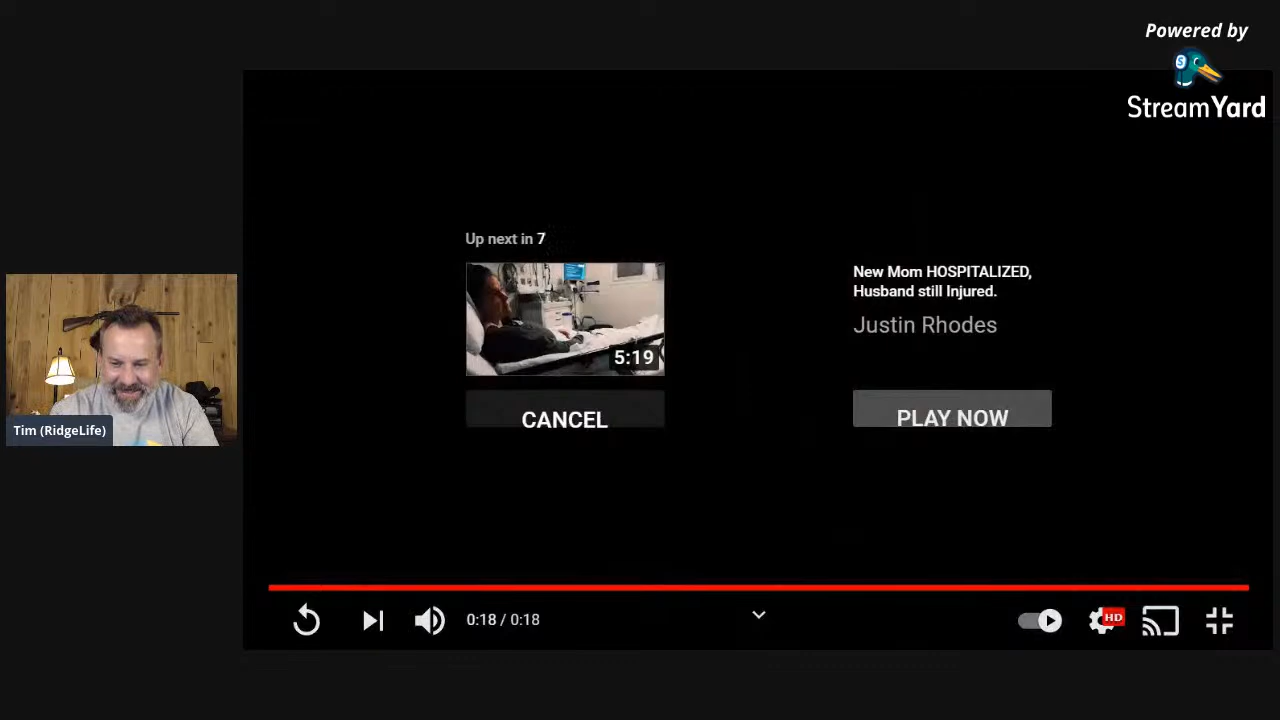 Powered by
StreamYard
Up next in 7
5:19
New Mom HOSPITALIZED,
Husband still Injured.
Justin Rhodes
CANCEL
PLAY NOW
Tim (RidgeLife)
0:18 / 0:18
HD